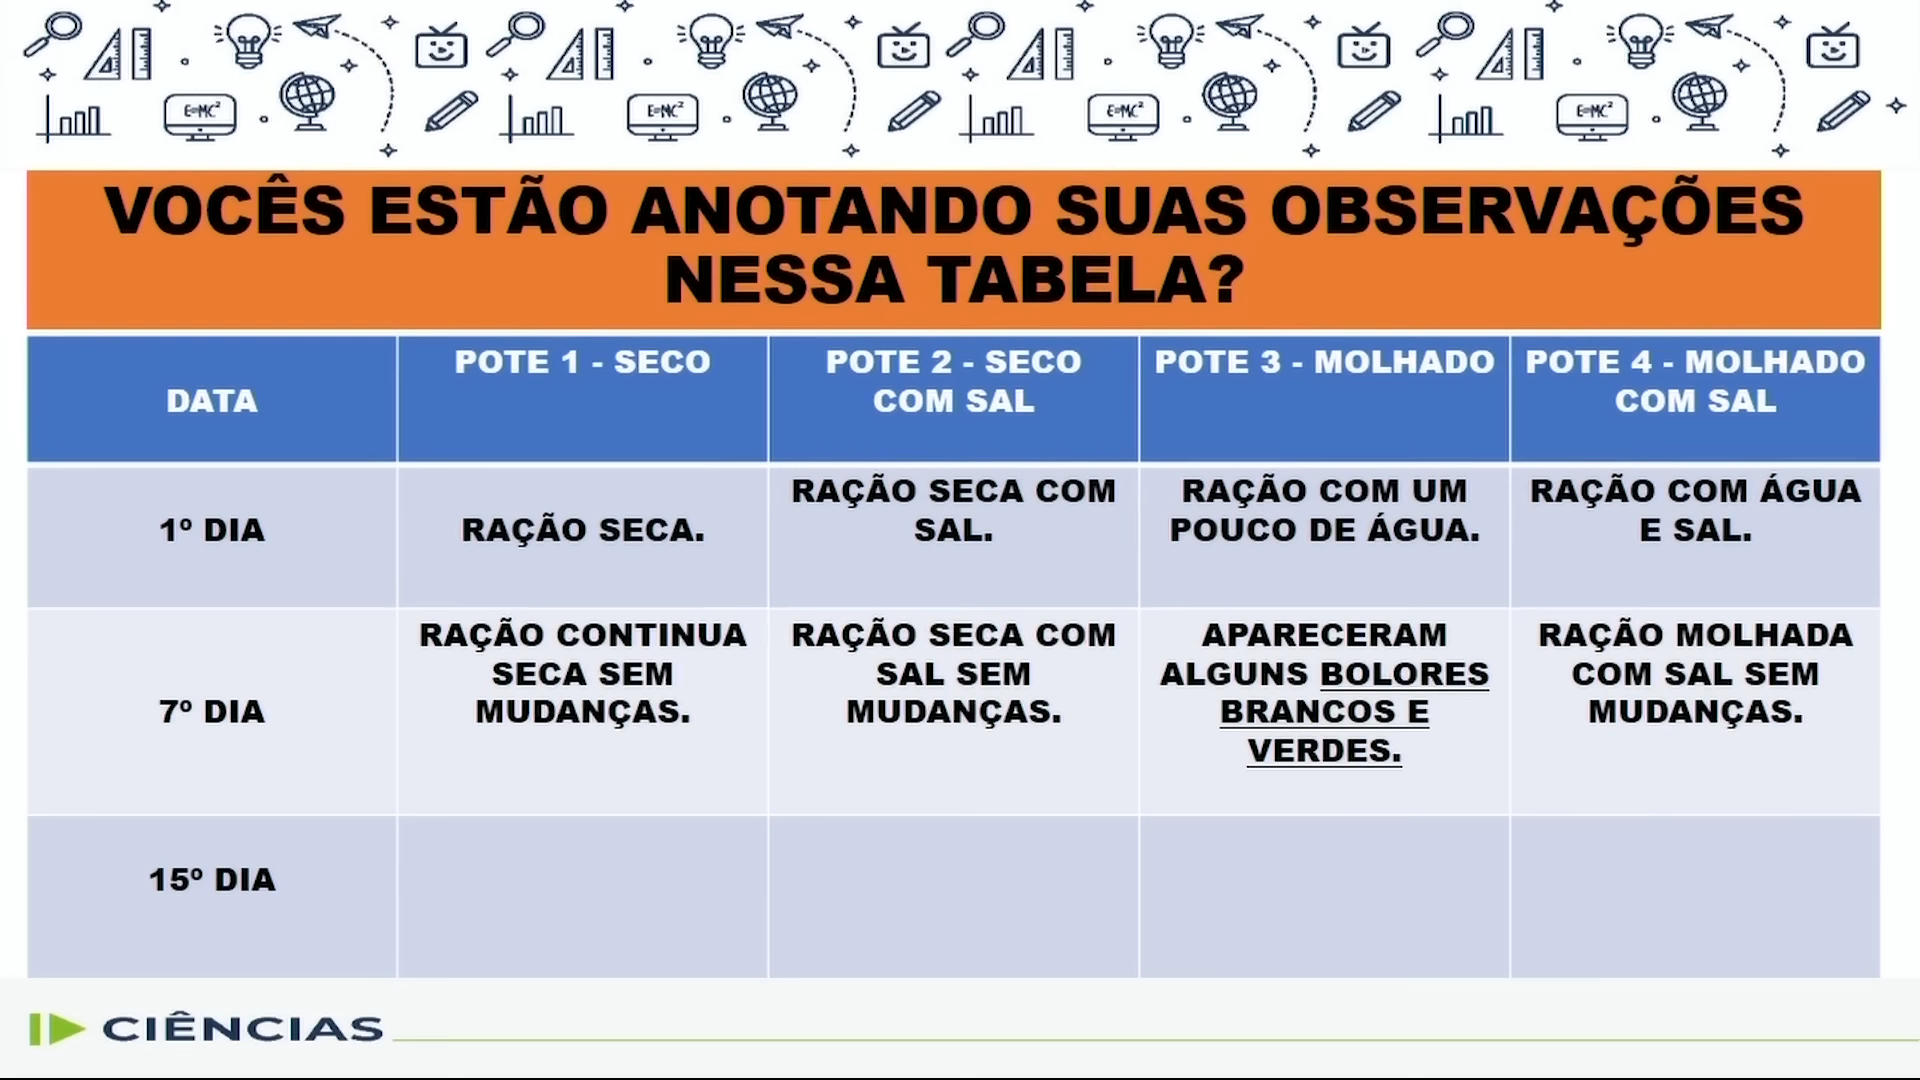 E=MC²
E=MC²
E=MC²
E=MC²
VOCÊS ESTÃO ANOTANDO SUAS OBSERVAÇÕES
NESSA TABELA?
DATA
POTE 1 - SECO
POTE 2 - SECO
COM SAL
POTE 3 - MOLHADO
POTE 4 - MOLHADO
COM SAL
1º DIA
RAÇÃO SECA.
RAÇÃO SECA COM
SAL.
RAÇÃO COM UM
POUCO DE ÁGUA.
RAÇÃO COM ÁGUA
E SAL.
7º DIA
RAÇÃO CONTINUA
SECA SEM
MUDANÇAS.
RAÇÃO SECA COM
SAL SEM
MUDANÇAS.
APARECERAM
ALGUNS BOLORES
BRANCOS E
VERDES.
RAÇÃO MOLHADA
COM SAL SEM
MUDANÇAS.
15º DIA
CIÊNCIAS